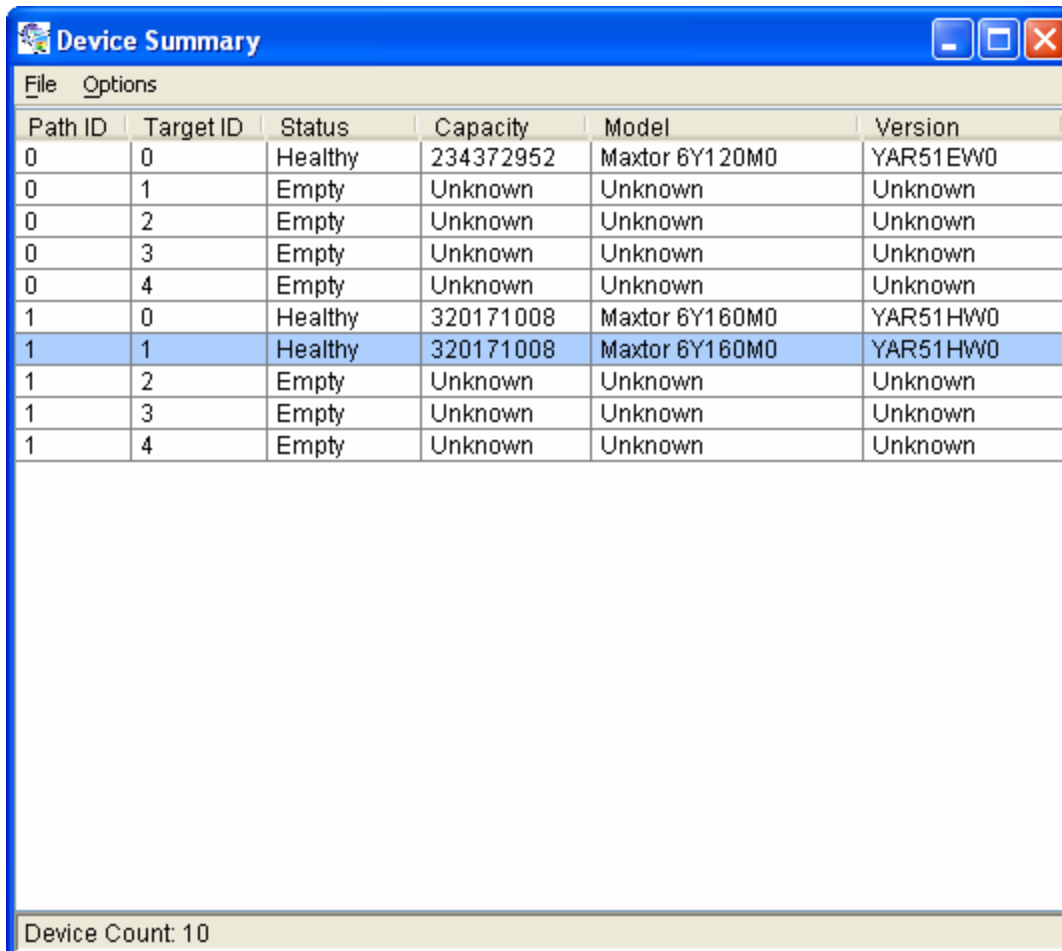 Device Summary
File Options
Path ID Target ID Status Capacity Model Version
0 0 Healthy 234372952 Maxtor 6Y120M0 YAR51EW0
0 1 Empty Unknown Unknown Unknown
0 2 Empty Unknown Unknown Unknown
0 3 Empty Unknown Unknown Unknown
0 4 Empty Unknown Unknown Unknown
1 0 Healthy 320171008 Maxtor 6Y160M0 YAR51HW0
1 1 Healthy 320171008 Maxtor 6Y160M0 YAR51HW0
1 2 Empty Unknown Unknown Unknown
1 3 Empty Unknown Unknown Unknown
1 4 Empty Unknown Unknown Unknown
Device Count: 10